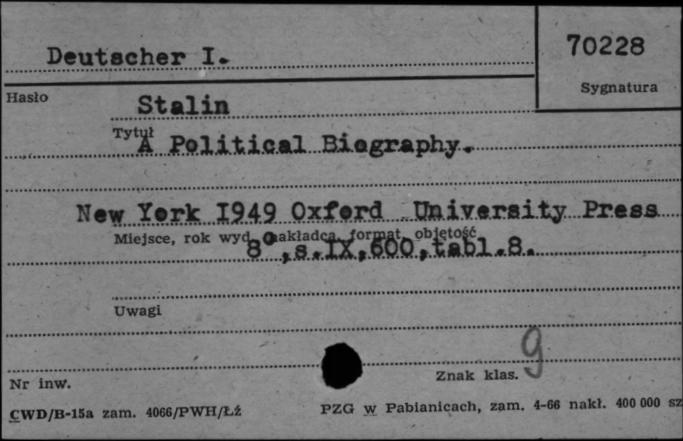 Deutscher I.
70228
Sygnatura
Hasło
Stalin
Tytuł
A Political Biography.
New York I949 Oxford University Press
Miejsce, rok wyd. nakładca, format, objętość
8°,s.IX,600,tabl.8.
Uwagi
9
Nr inw.
Znak klas.
CWD/B-15a zam. 4066/PWH/Łź
PZG w Pabianicach, zam. 4-66 nakł. 400 000 sz